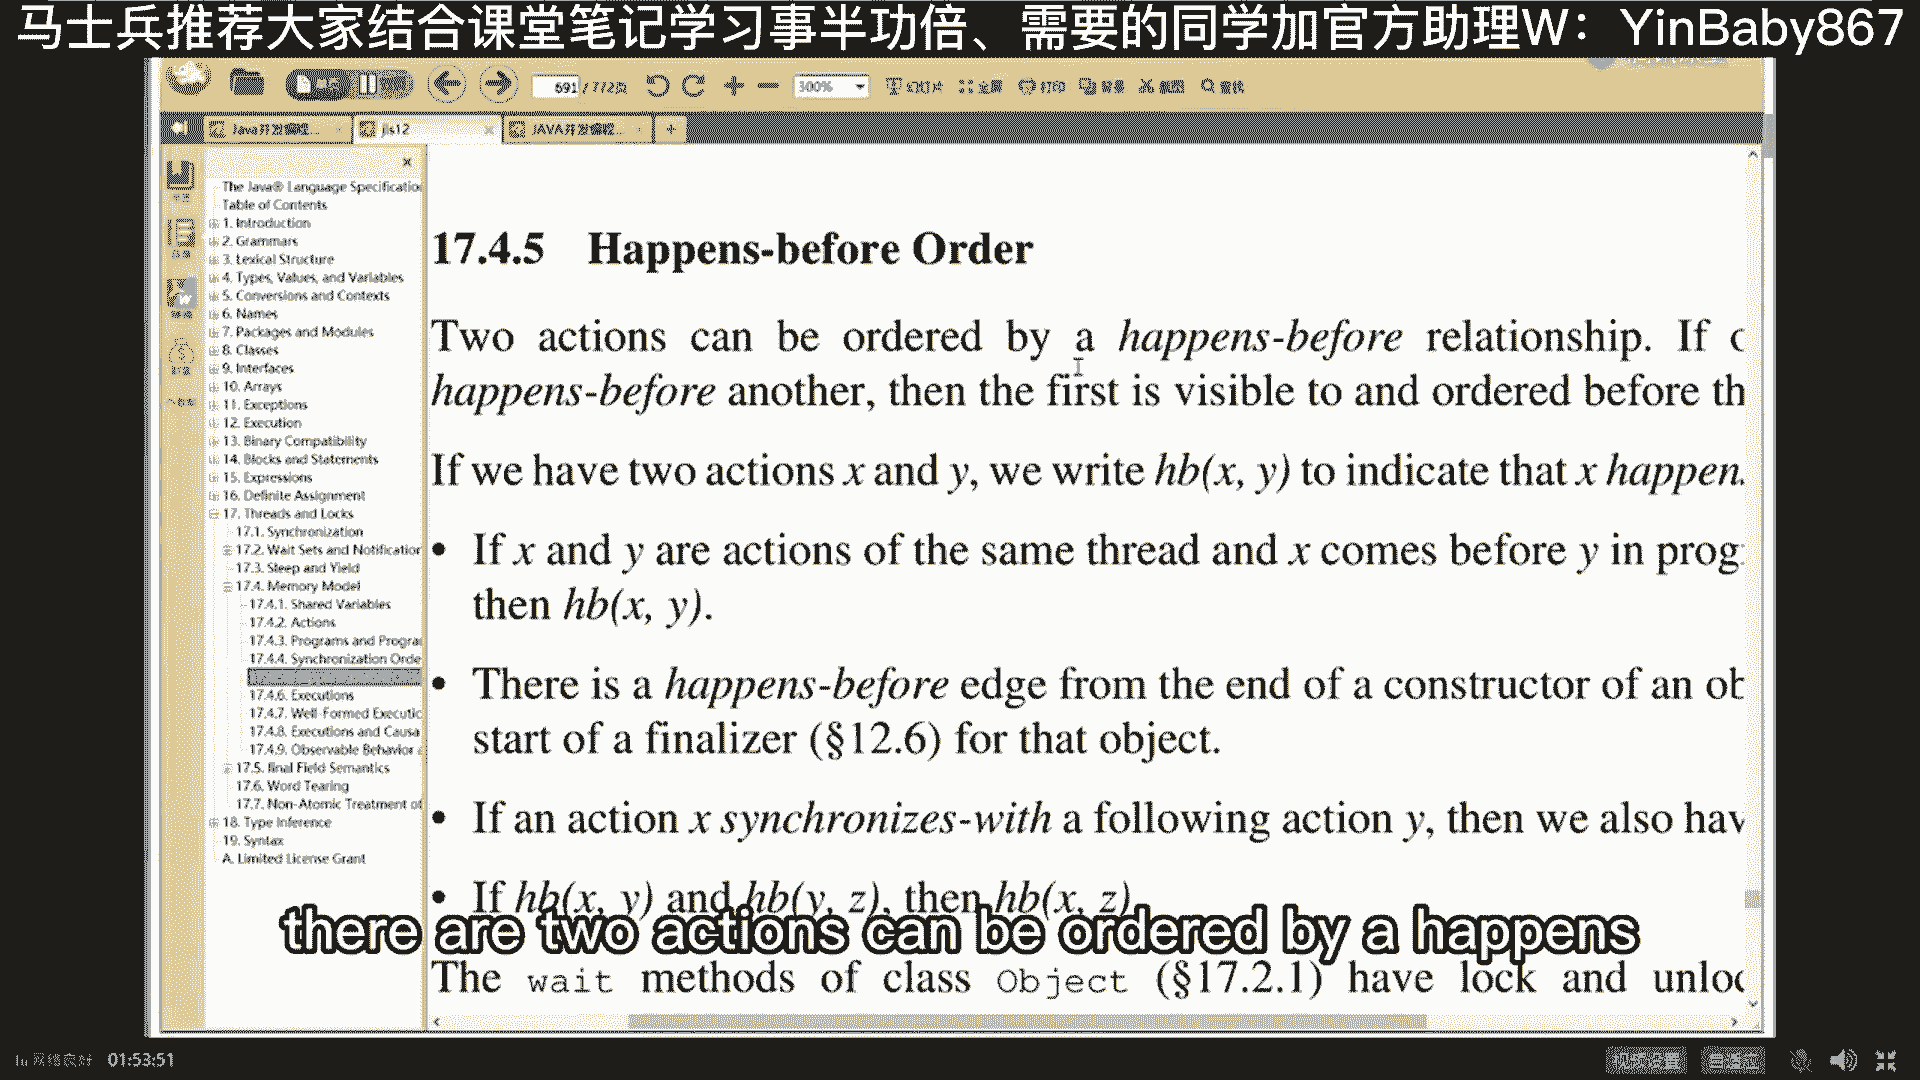 马士兵推荐大家结合课堂笔记学习事半功倍、需要的同学加官方助理W：YinBaby867
691 / 772页
300%
Java开发编程...
jls12
JAVA开发编程...
The Java® Language Specificatio
Table of Contents
1. Introduction
2. Grammars
3. Lexical Structure
4. Types, Values, and Variables
5. Conversions and Contexts
6. Names
7. Packages and Modules
8. Classes
9. Interfaces
10. Arrays
11. Exceptions
12. Execution
13. Binary Compatibility
14. Blocks and Statements
15. Expressions
16. Definite Assignment
17. Threads and Locks
17.1. Synchronization
17.2. Wait Sets and Notification
17.3. Sleep and Yield
17.4. Memory Model
17.4.1. Shared Variables
17.4.2. Actions
17.4.3. Programs and Progra
17.4.4. Synchronization Orde
17.4.6. Executions
17.4.7. Well-Formed Executic
17.4.8. Executions and Causa
17.4.9. Observable Behavior
17.5. final Field Semantics
17.6. Word Tearing
17.7. Non-Atomic Treatment of
18. Type Inference
19. Syntax
A. Limited License Grant
17.4.5 Happens-before Order
Two actions can be ordered by a happens-before relationship. If
happens-before another, then the first is visible to and ordered before th
If we have two actions x and y, we write hb(x, y) to indicate that x happen
• If x and y are actions of the same thread and x comes before y in prog
then hb(x, y).
• There is a happens-before edge from the end of a constructor of an ob
start of a finalizer (§12.6) for that object.
• If an action x synchronizes-with a following action y, then we also hav
• If hb(x, y) and hb(y, z), then hb(x, z)
there are two actions can be ordered by a happens
The wait methods of class Object (§17.2.1) have lock and unloc
网络良好 01:53:51
视频设置 自适应